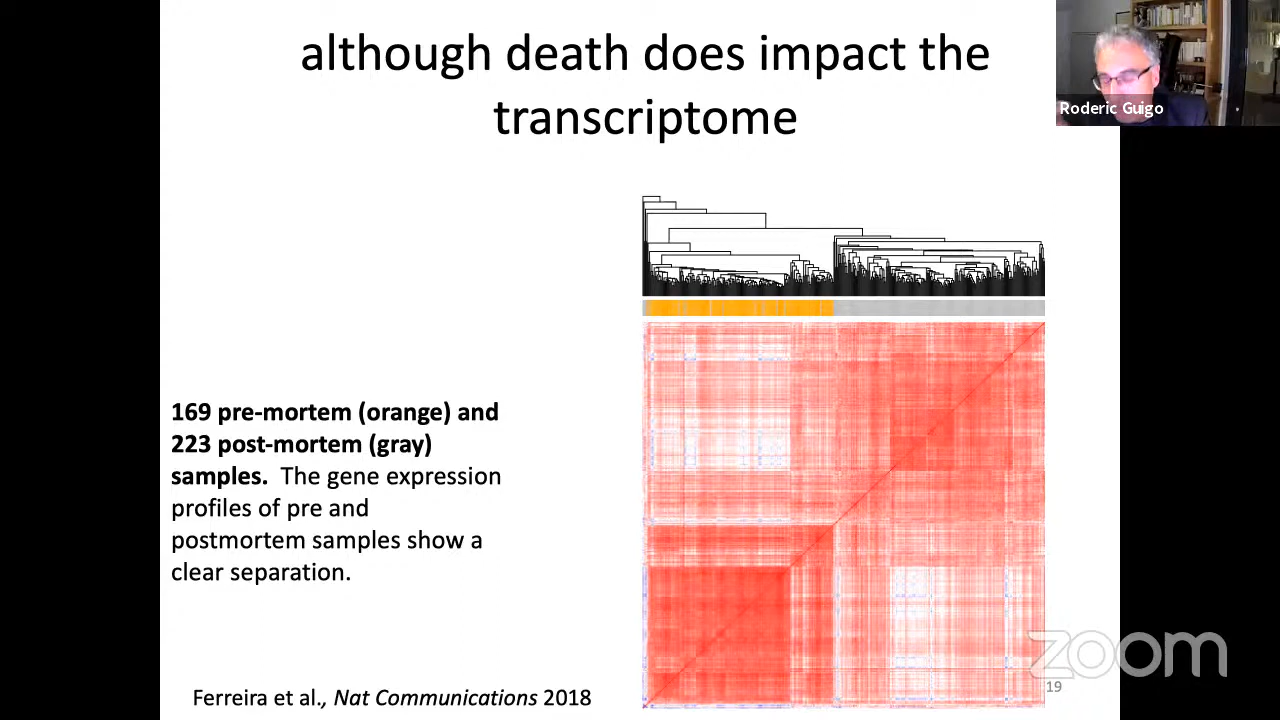 although death does impact the
transcriptome
Roderic Guigo
169 pre-mortem (orange) and
223 post-mortem (gray)
samples. The gene expression
profiles of pre and
postmortem samples show a
clear separation.
Ferreira et al., Nat Communications 2018
zoom
19